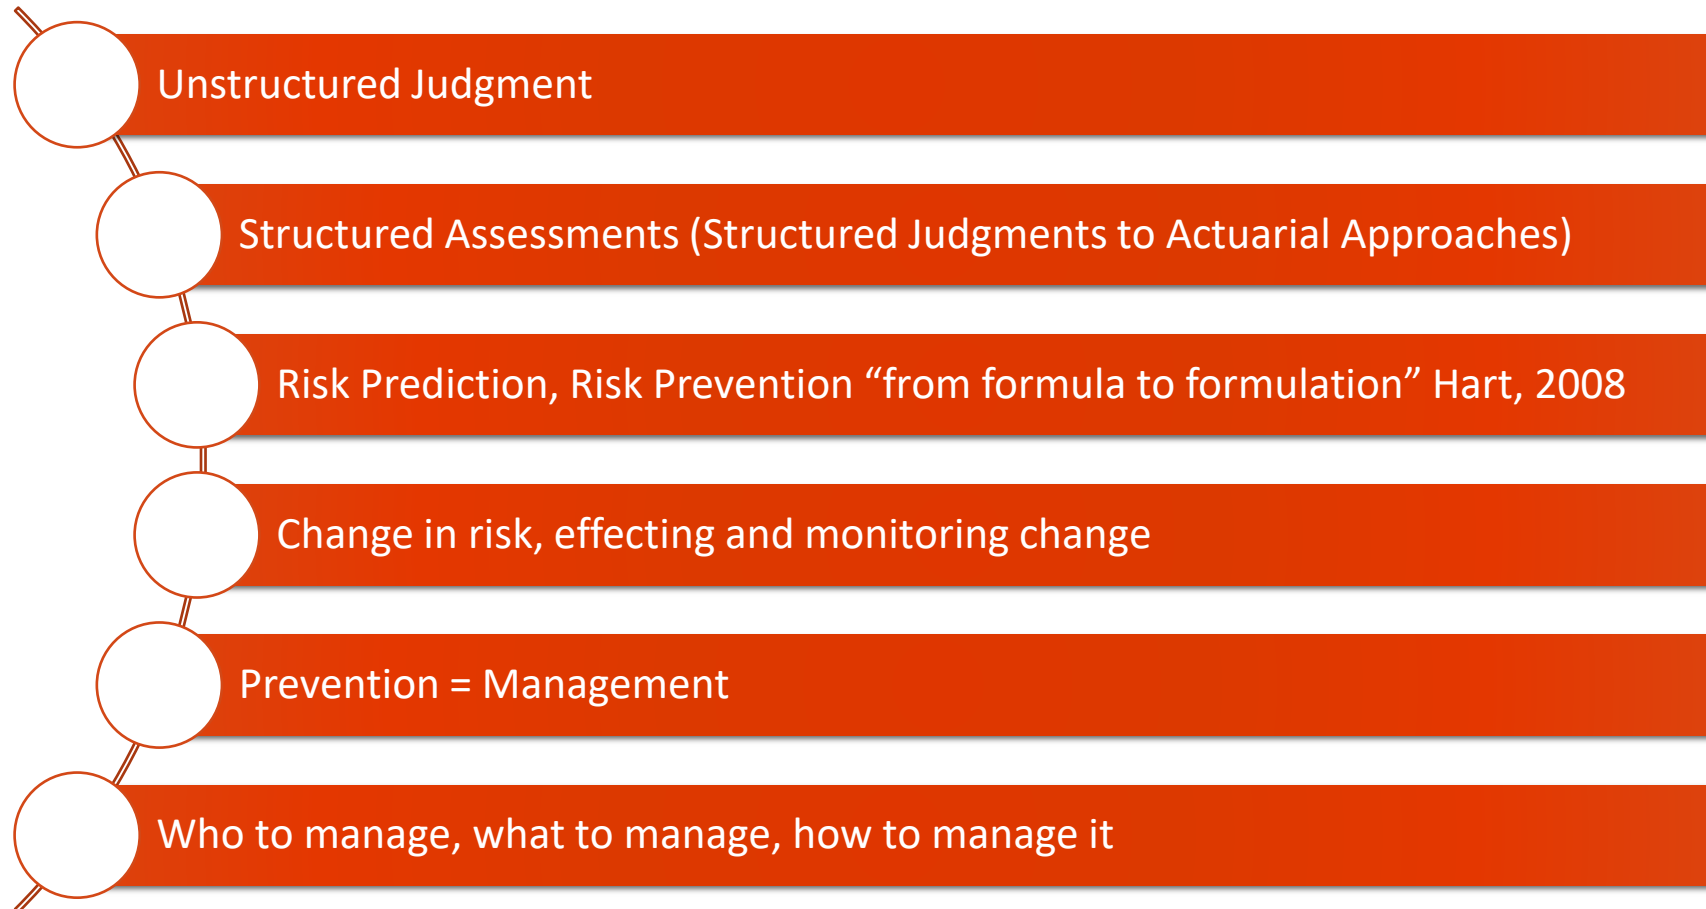 Unstructured Judgment
Structured Assessments (Structured Judgments to Actuarial Approaches)
Risk Prediction, Risk Prevention “from formula to formulation” Hart, 2008
Change in risk, effecting and monitoring change
Prevention = Management
Who to manage, what to manage, how to manage it